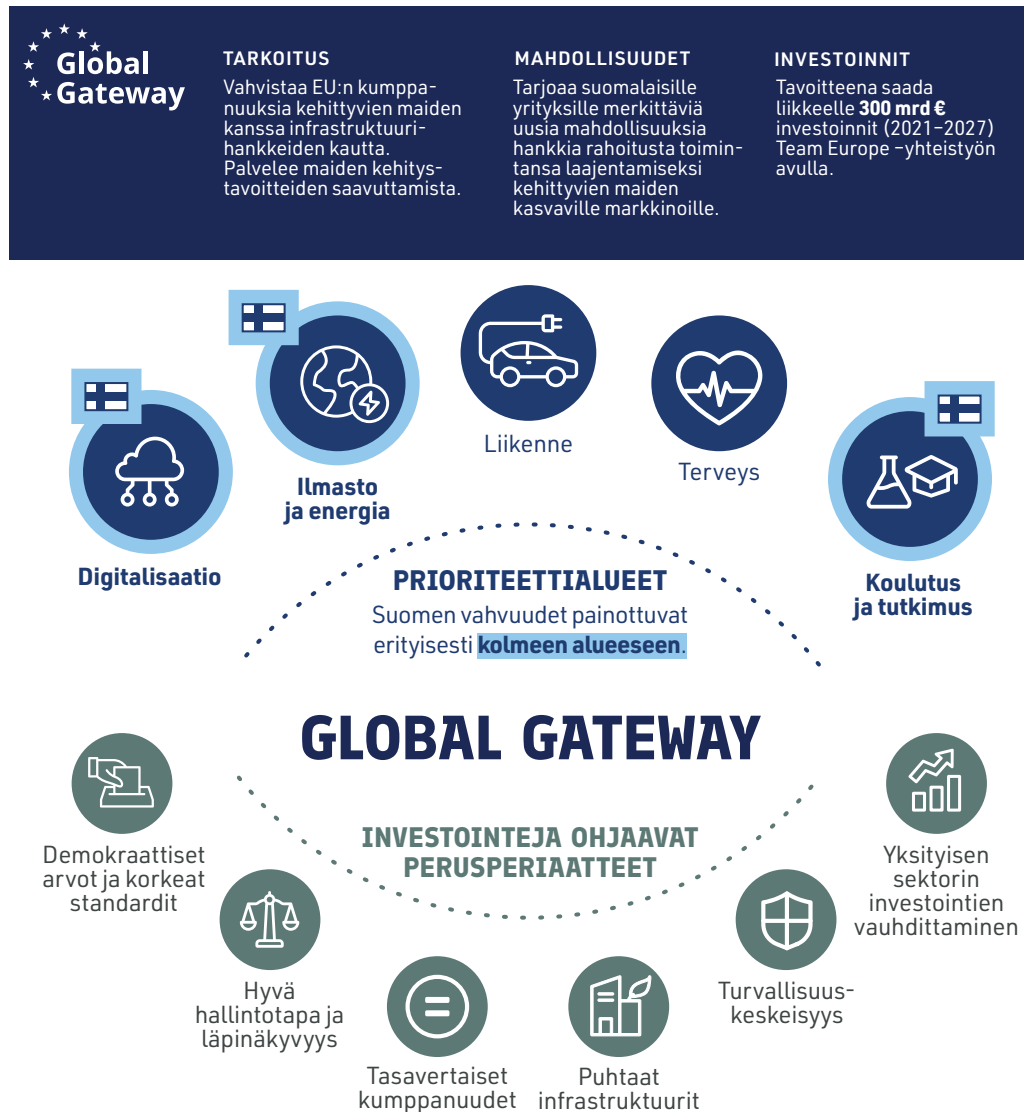 Global
Gateway
TARKOITUS
Vahvistaa EU:n kumppa-
nuuksia kehittyvien maiden
kanssa infrastruktuuri-
hankkeiden kautta.
Palvelee maiden kehitys-
tavoitteiden saavuttamista.
MAHDOLLISUUDET
Tarjoaa suomalaisille
yrityksille merkittäviä
uusia mahdollisuuksia
hankkia rahoitusta toimin-
tansa laajentamiseksi
kehittyvien maiden
kasvaville markkinoille.
INVESTOINNIT
Tavoitteena saada
liikkeelle 300 mrd €
investoinnit (2021–2027)
Team Europe –yhteistyön
avulla.
Digitalisaatio
Ilmasto
ja energia
Liikenne
Terveys
Koulutus
ja tutkimus
PRIORITEETTIALUEET
Suomen vahvuudet painottuvat
erityisesti kolmeen alueeseen.
GLOBAL GATEWAY
INVESTOINTEJA OHJAAVAT
PERUSPERIAATTEET
Demokraattiset
arvot ja korkeat
standardit
Hyvä
hallintotapa ja
läpinäkyvyys
Tasavertaiset
kumppanuudet
Puhtaat
infrastruktuurit
Turvallisuus-
keskeisyys
Yksityisen
sektorin
investointien
vauhdittaminen